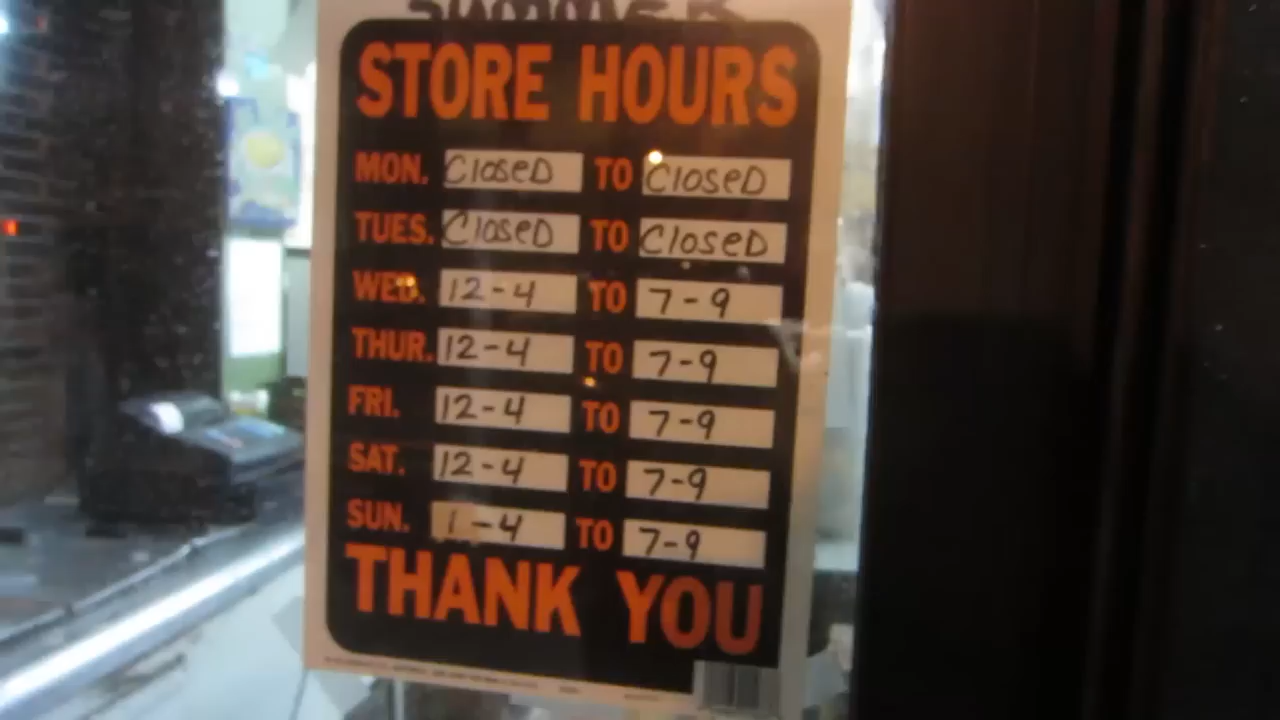 SUMMER
STORE HOURS
MON. CloseD TO CloseD
TUES. CloseD TO CloseD
WED. 12-4 TO 7-9
THUR. 12-4 TO 7-9
FRI. 12-4 TO 7-9
SAT. 12-4 TO 7-9
SUN. 1-4 TO 7-9
THANK YOU